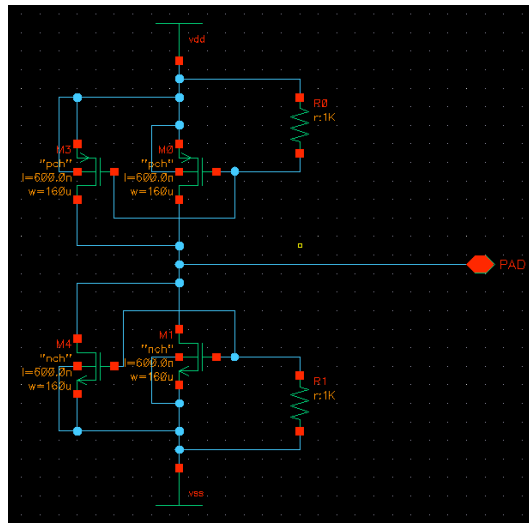 vdd
R0
r:1K
M3
"pch"
l=600.0n
w=160u
M0
"pch"
l=600.0n
w=160u
PAD
M4
"nch"
l=600.0n
w=160u
M1
"nch"
l=600.0n
w=160u
R1
r:1K
vss